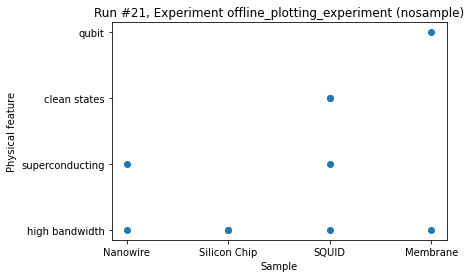 Run #21, Experiment offline_plotting_experiment (nosample)
qubit
clean states
superconducting
high bandwidth
Physical feature
Nanowire Silicon Chip SQUID Membrane
Sample